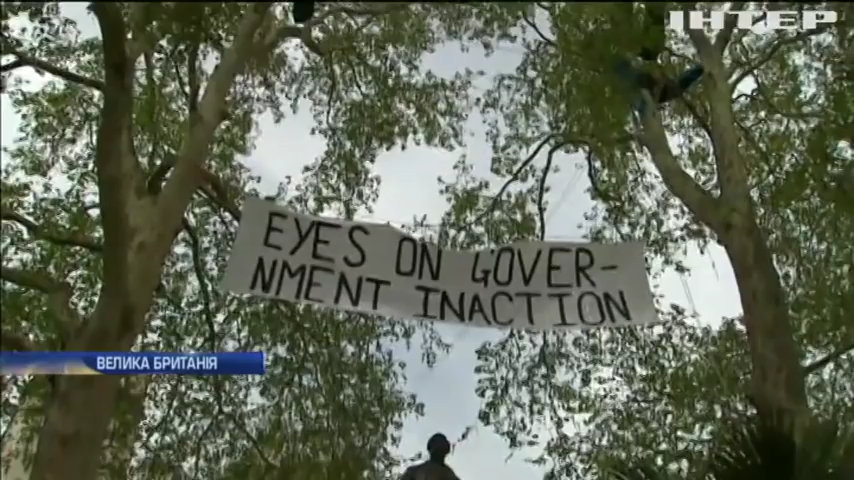 ІНТЕР
EYES ON GOVER-
NMENT INACTION
ВЕЛИКА БРИТАНІЯ